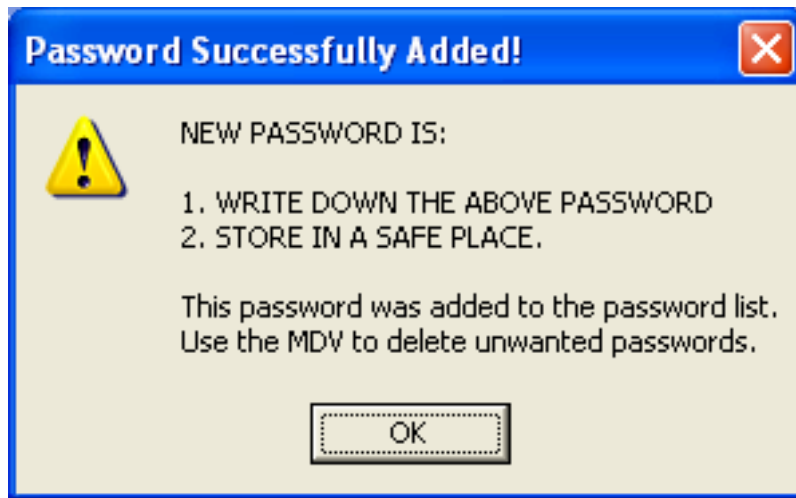 Password Successfully Added!
NEW PASSWORD IS:
1. WRITE DOWN THE ABOVE PASSWORD
2. STORE IN A SAFE PLACE.
This password was added to the password list.
Use the MDV to delete unwanted passwords.
OK